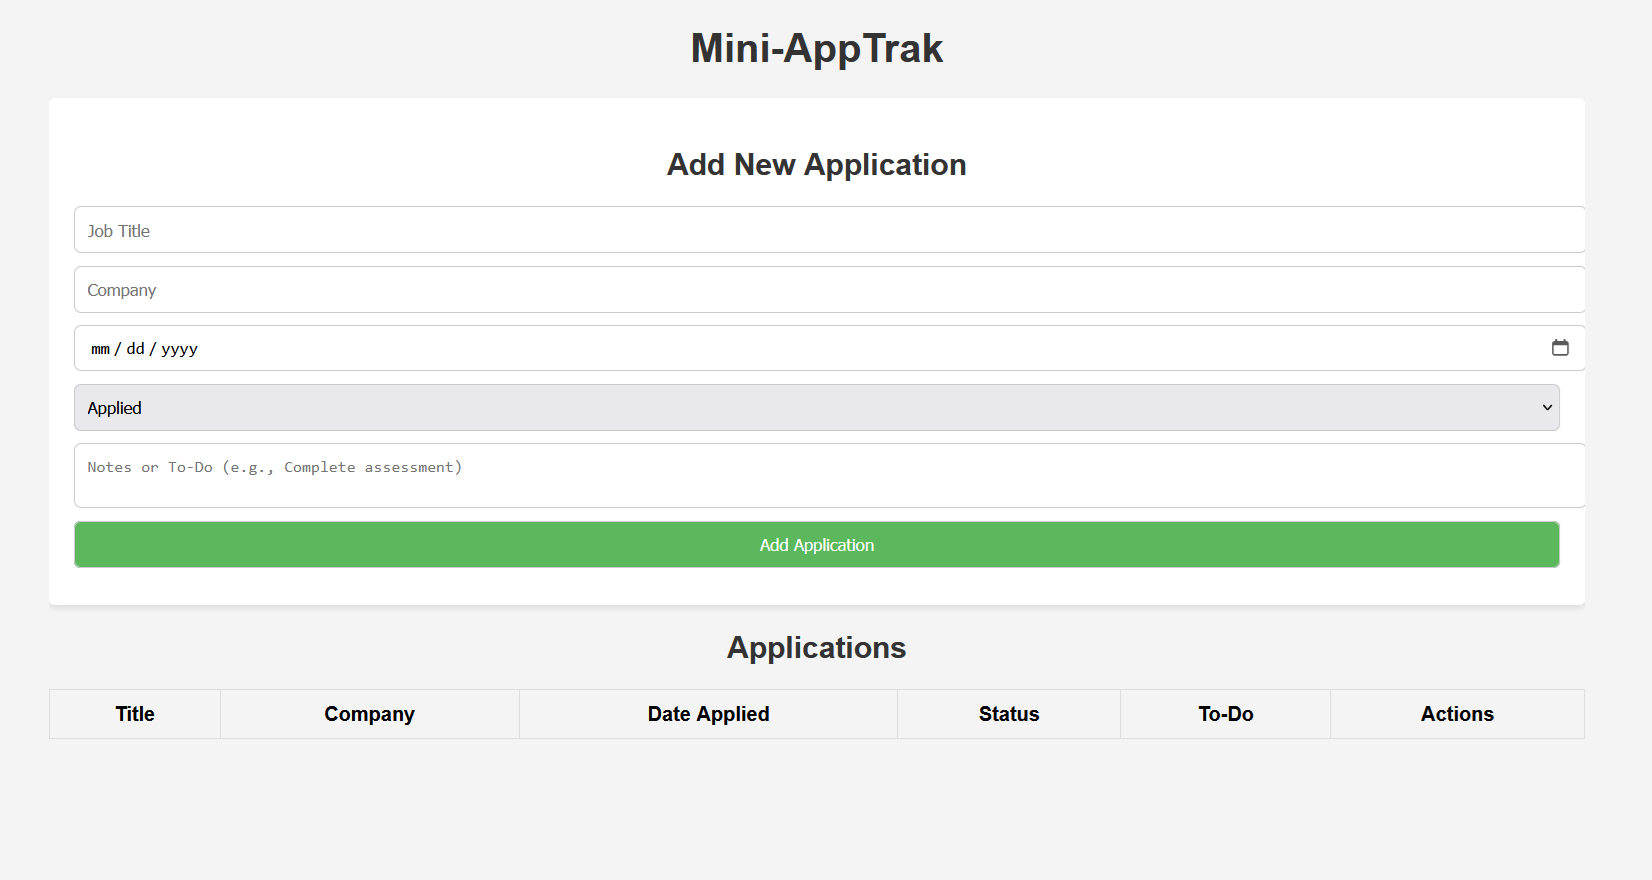 Mini-AppTrak
Add New Application
Job Title
Company
mm / dd / yyyy
Applied
Notes or To-Do (e.g., Complete assessment)
Add Application
Applications
Title Company Date Applied Status To-Do Actions